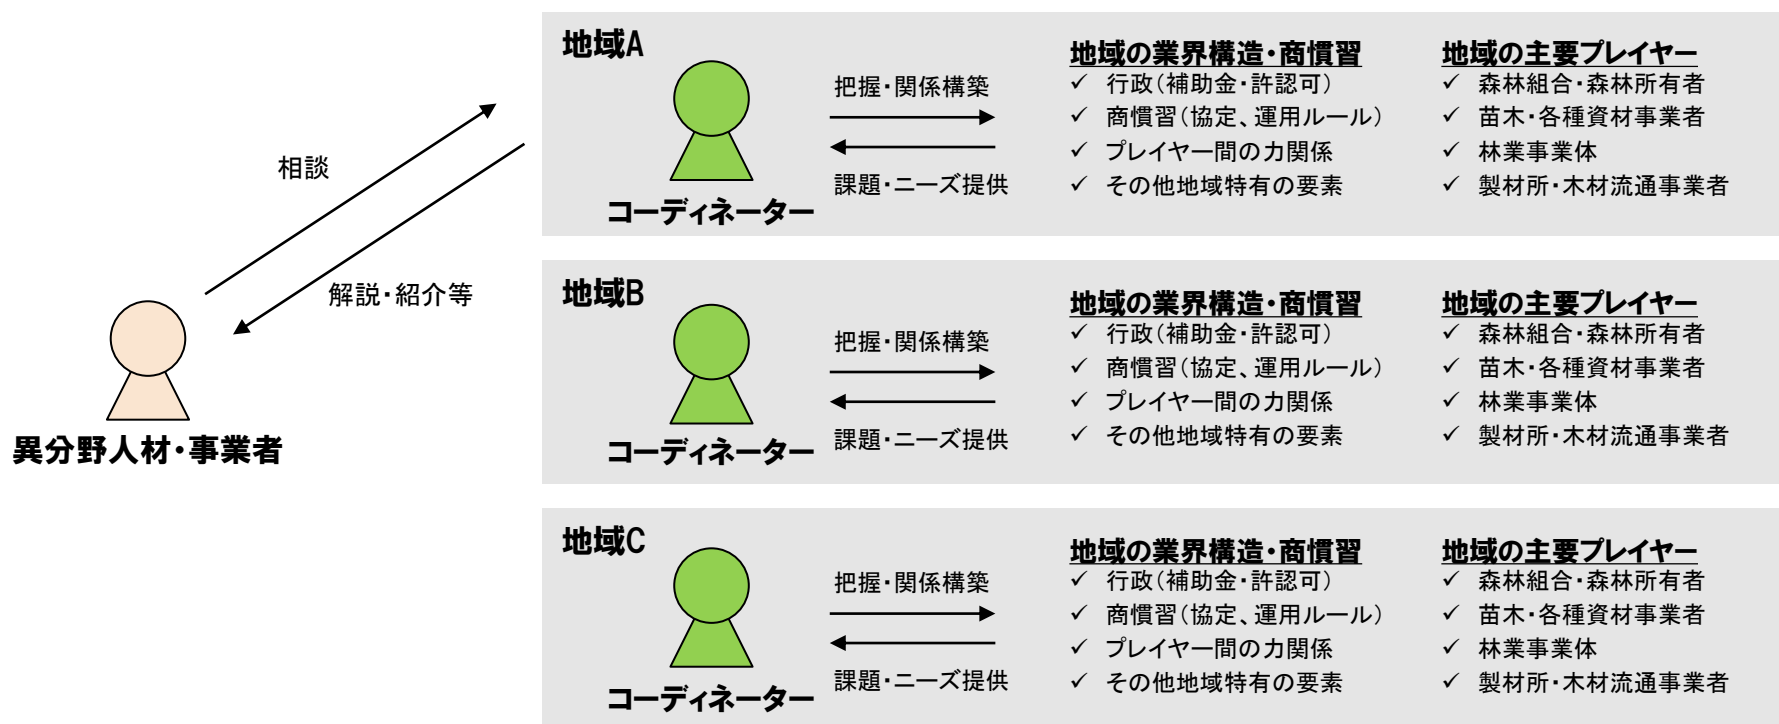 相談
解説・紹介等
異分野人材・事業者
地域A
コーディネーター
把握・関係構築
課題・ニーズ提供
地域の業界構造・商慣習
✓ 行政(補助金・許認可)
✓ 商慣習(協定、運用ルール)
✓ プレイヤー間の力関係
✓ その他地域特有の要素
地域の主要プレイヤー
✓ 森林組合・森林所有者
✓ 苗木・各種資材事業者
✓ 林業事業体
✓ 製材所・木材流通事業者
地域B
コーディネーター
把握・関係構築
課題・ニーズ提供
地域の業界構造・商慣習
✓ 行政(補助金・許認可)
✓ 商慣習(協定、運用ルール)
✓ プレイヤー間の力関係
✓ その他地域特有の要素
地域の主要プレイヤー
✓ 森林組合・森林所有者
✓ 苗木・各種資材事業者
✓ 林業事業体
✓ 製材所・木材流通事業者
地域C
コーディネーター
把握・関係構築
課題・ニーズ提供
地域の業界構造・商慣習
✓ 行政(補助金・許認可)
✓ 商慣習(協定、運用ルール)
✓ プレイヤー間の力関係
✓ その他地域特有の要素
地域の主要プレイヤー
✓ 森林組合・森林所有者
✓ 苗木・各種資材事業者
✓ 林業事業体
✓ 製材所・木材流通事業者